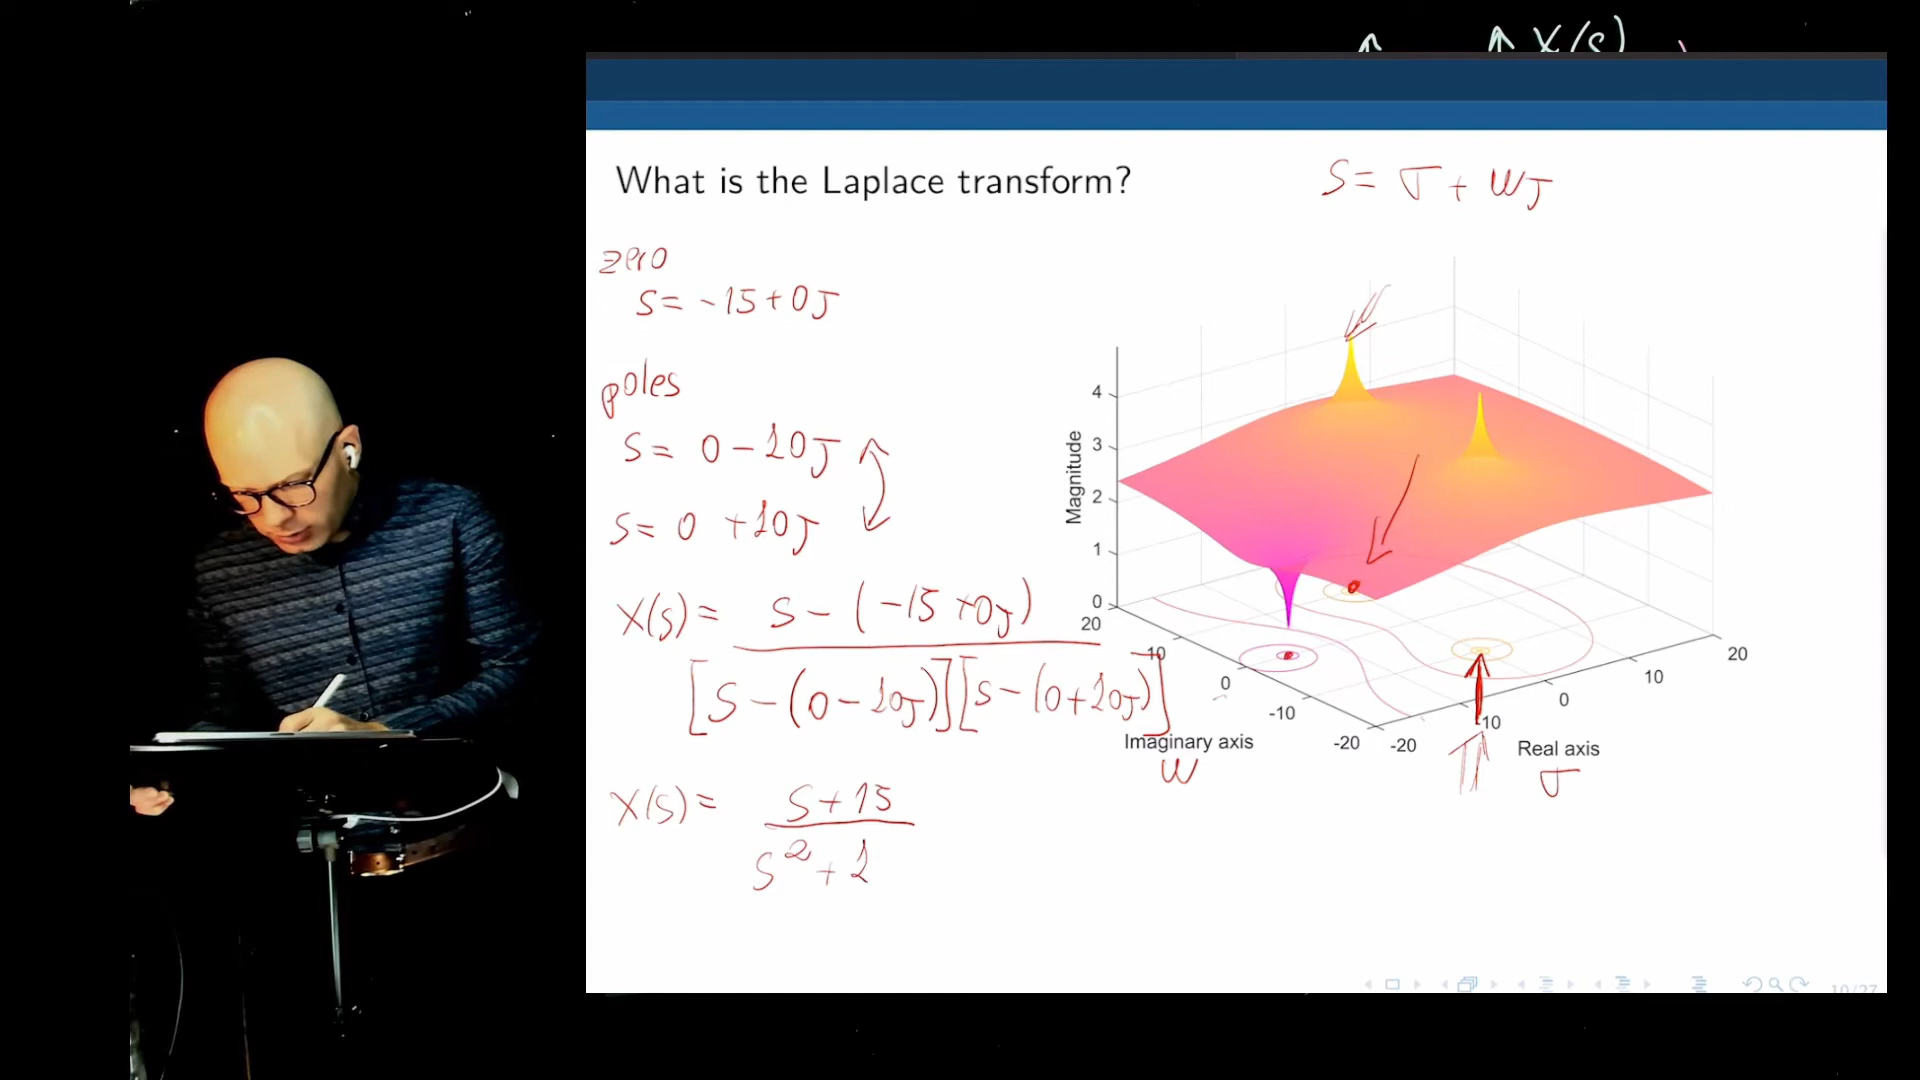 X(s)
What is the Laplace transform?
S = σ + ωJ
zero
S = -15+0J
poles
S = 0 - 10J
S = 0 + 10J
X(s) = S - (-15+0J)
[S - (0 - 10J)][S - (0 + 10J)]
X(s) = S+15
S² + 1
Magnitude
4
3
2
1
0
20
10
0
-10
-20
Imaginary axis
ω
-20
-10
0
10
20
Real axis
σ
10/27